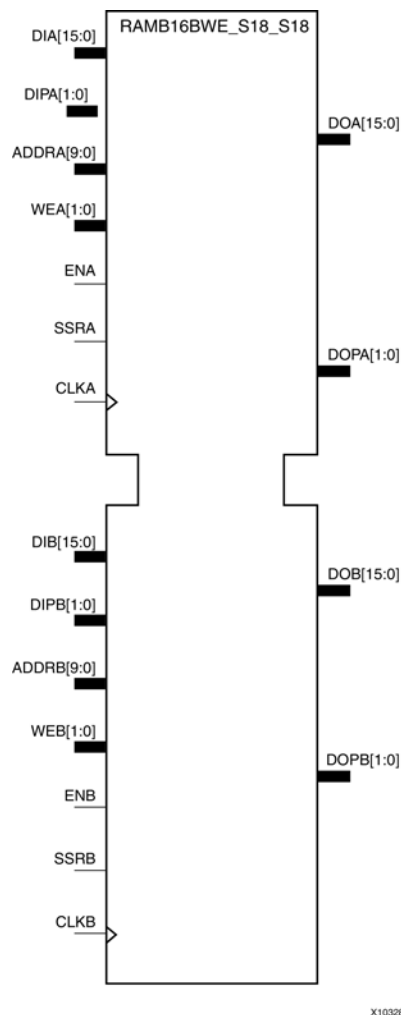 RAMB16BWE_S18_S18
DIA[15:0]
DIPA[1:0]
DOA[15:0]
ADDRA[9:0]
WEA[1:0]
ENA
SSRA
DOPA[1:0]
CLKA
DIB[15:0]
DOB[15:0]
DIPB[1:0]
ADDRB[9:0]
WEB[1:0]
DOPB[1:0]
ENB
SSRB
CLKB
X10328